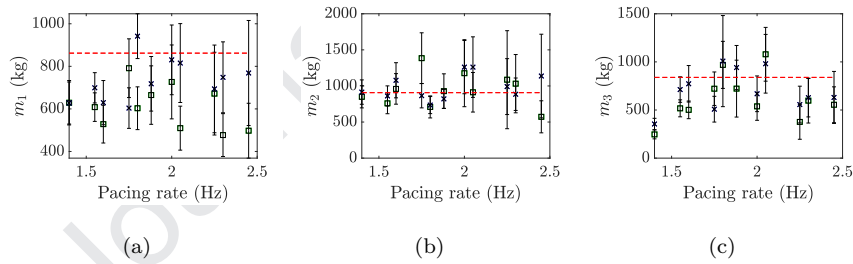 1000
800
600
400
m1 (kg)
1.5 2 2.5
Pacing rate (Hz)
(a)
2000
1500
1000
500
0
m2 (kg)
1.5 2 2.5
Pacing rate (Hz)
(b)
1500
1000
500
0
m3 (kg)
1.5 2 2.5
Pacing rate (Hz)
(c)